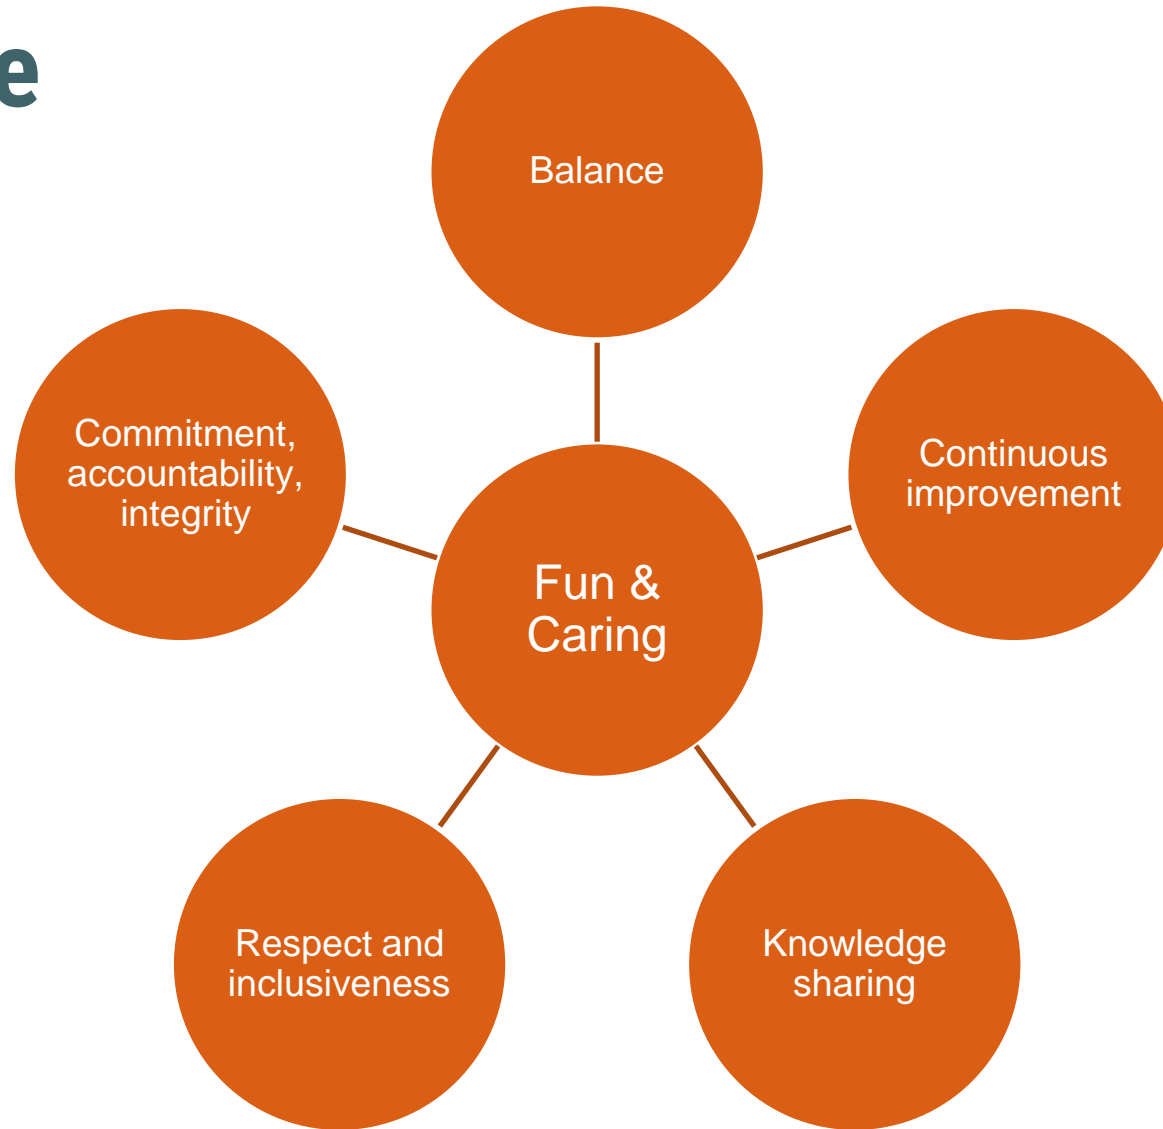 e
Balance
Commitment,
accountability,
integrity
Continuous
improvement
Fun &
Caring
Respect and
inclusiveness
Knowledge
sharing